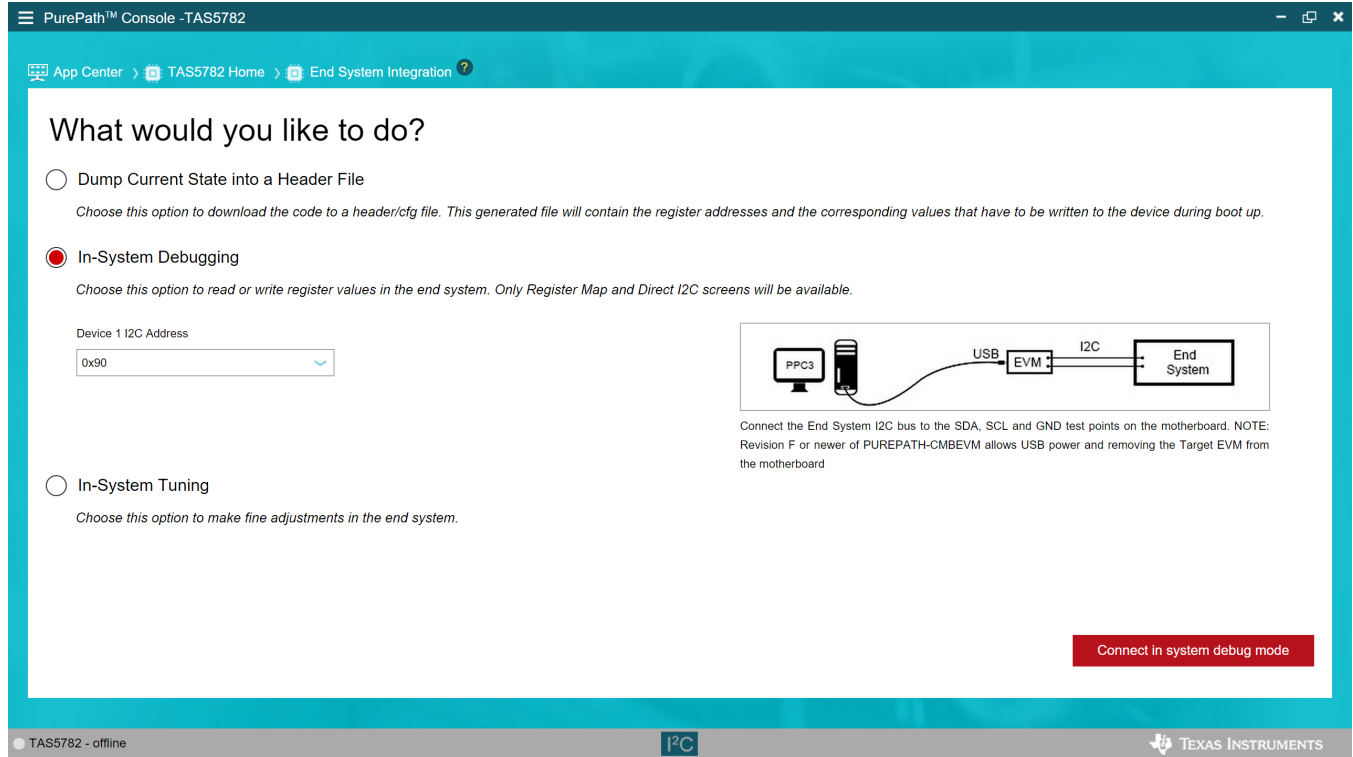 PurePath™ Console -TAS5782
App Center
TAS5782 Home
End System Integration
?
What would you like to do?
Dump Current State into a Header File
Choose this option to download the code to a header/cfg file. This generated file will contain the register addresses and the corresponding values that have to be written to the device during boot up.
In-System Debugging
Choose this option to read or write register values in the end system. Only Register Map and Direct I2C screens will be available.
Device 1 I2C Address
0x90
PPC3
USB
EVM
I2C
End
System
Connect the End System I2C bus to the SDA, SCL and GND test points on the motherboard. NOTE:
Revision F or newer of PUREPATH-CMBEVM allows USB power and removing the Target EVM from
the motherboard
In-System Tuning
Choose this option to make fine adjustments in the end system.
Connect in system debug mode
TAS5782 - offline
I²C
TEXAS INSTRUMENTS